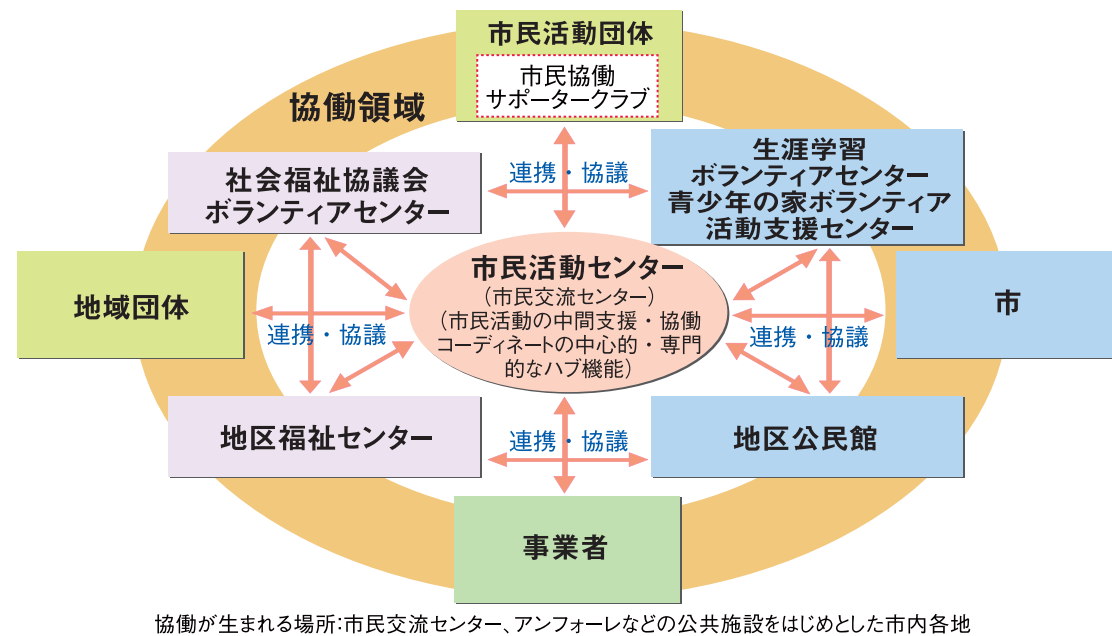 市民活動団体
市民協働
サポータークラブ
協働領域
社会福祉協議会
ボランティアセンター
連携・協議
生涯学習
ボランティアセンター
青少年の家ボランティア
活動支援センター
地域団体
連携・協議
市民活動センター
（市民交流センター）
（市民活動の中間支援・協働
コーディネートの中心的・専門
的なハブ機能）
連携・協議
市
地区福祉センター
連携・協議
地区公民館
事業者
協働が生まれる場所：市民交流センター、アンフォーレなどの公共施設をはじめとした市内各地